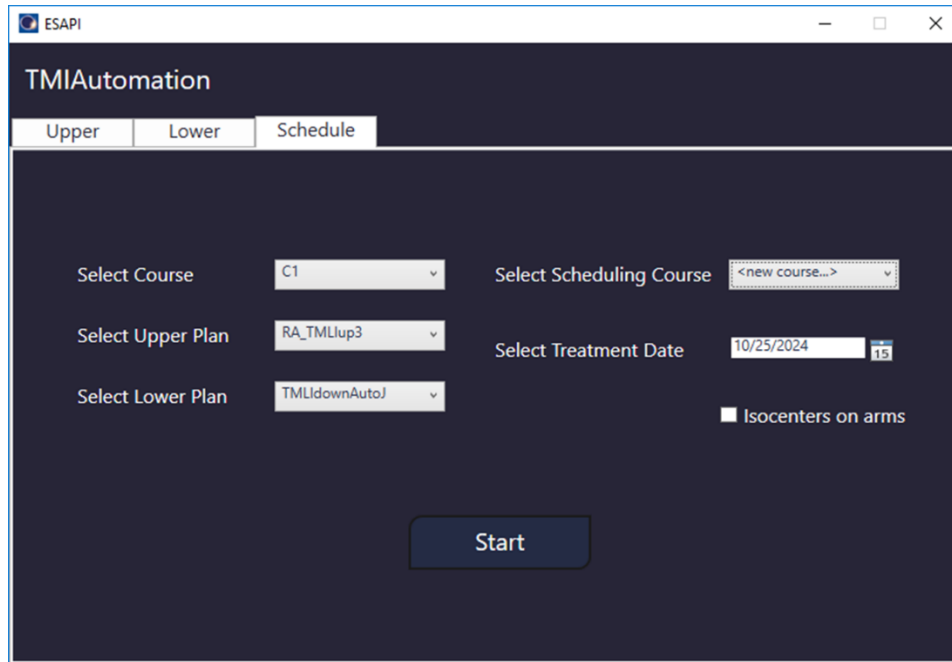 ESAPI
TMIAutomation
Upper Lower Schedule
Select Course C1
Select Upper Plan RA_TMLIup3
Select Lower Plan TMLIdownAutoJ
Select Scheduling Course <new course...>
Select Treatment Date 10/25/2024 15
Isocenters on arms
Start